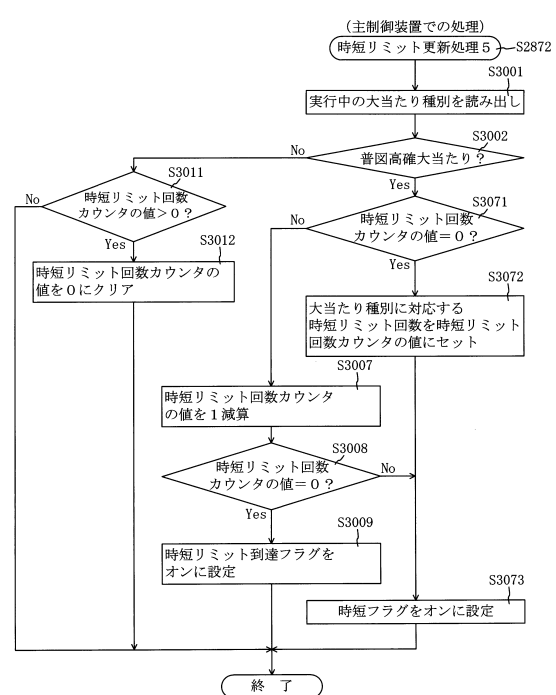 (主制御装置での処理)
時短リミット更新処理5
S2872
S3001
実行中の大当たり種別を読み出し
S3002
普図高確大当たり?
No
Yes
S3011
時短リミット回数
カウンタの値>0?
No
Yes
S3071
時短リミット回数
カウンタの値=0?
No
Yes
S3012
時短リミット回数カウンタの
値を0にクリア
S3072
大当たり種別に対応する
時短リミット回数を時短リミット
回数カウンタの値にセット
S3007
時短リミット回数カウンタ
の値を1減算
S3008
時短リミット回数
カウンタの値=0?
No
Yes
S3009
時短リミット到達フラグを
オンに設定
S3073
時短フラグをオンに設定
終 了